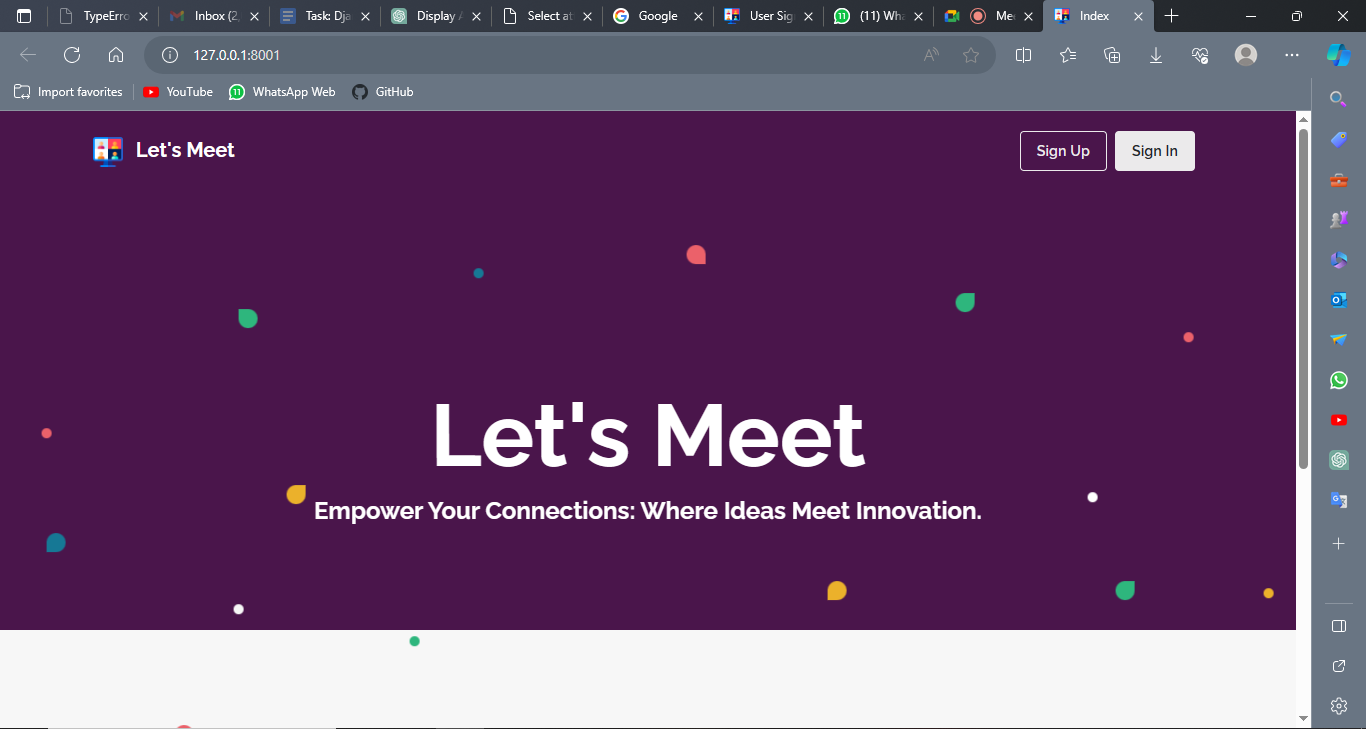 TypeErro
Inbox (2,
Task: Dja
Display A
Select at
Google
User Sig
(11) Wha
Me
Index
127.0.0.1:8001
Import favorites
YouTube
11
WhatsApp Web
GitHub
Let's Meet
Sign Up
Sign In
Let's Meet
Empower Your Connections: Where Ideas Meet Innovation.